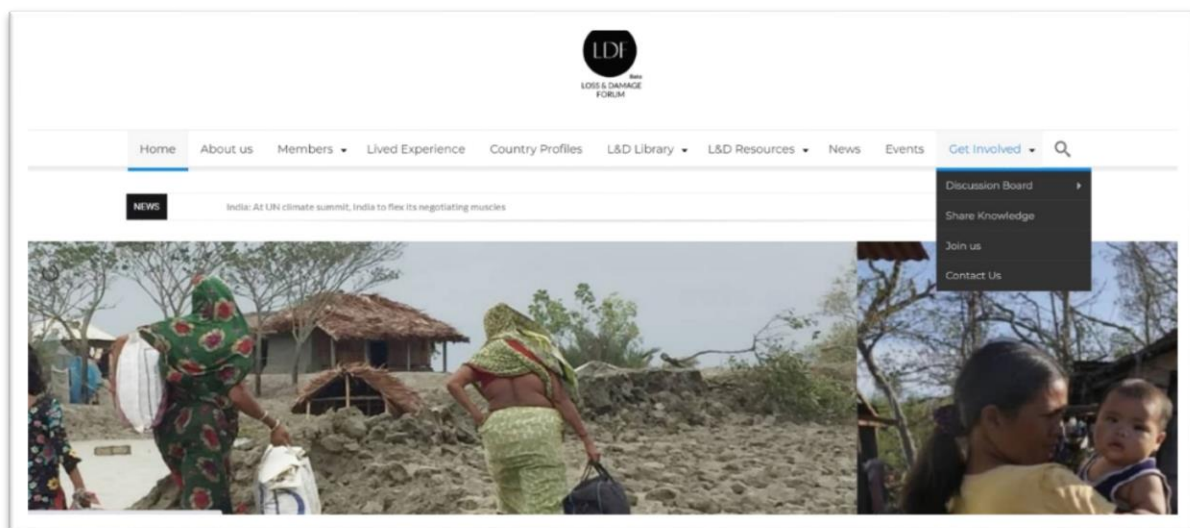 LDF
Beta
LOSS & DAMAGE
FORUM
Home About us Members Lived Experience Country Profiles L&D Library L&D Resources News Events Get Involved
Discussion Board
Share Knowledge
Join us
Contact Us
NEWS India: At UN climate summit, India to flex its negotiating muscles